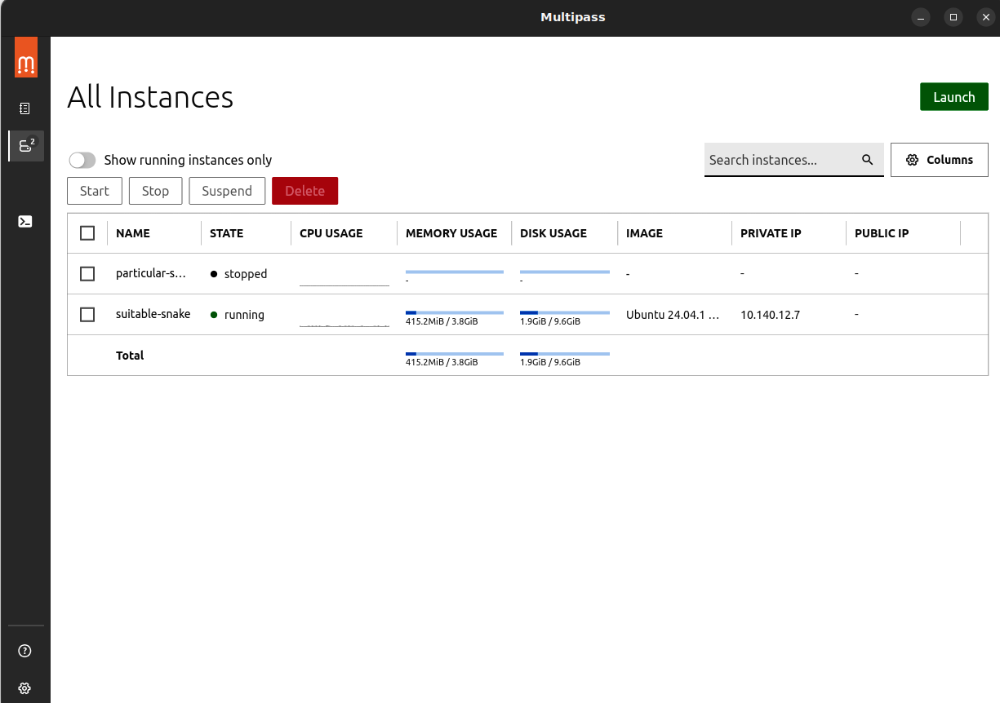 Multipass
All Instances
Launch
2
Show running instances only
Search instances...
Columns
Start Stop Suspend Delete
NAME STATE CPU USAGE MEMORY USAGE DISK USAGE IMAGE PRIVATE IP PUBLIC IP
particular-s... stopped - - - - -
suitable-snake running 415.2MiB / 3.8GiB 1.9GiB / 9.6GiB Ubuntu 24.04.1 ... 10.140.12.7 -
Total 415.2MiB / 3.8GiB 1.9GiB / 9.6GiB